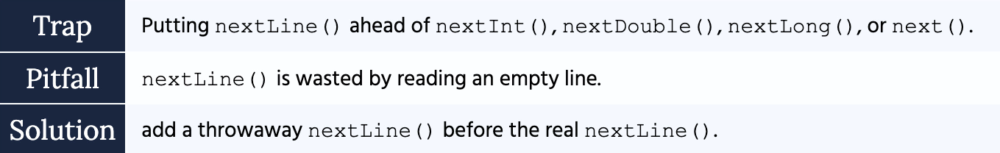 Trap Putting nextLine() ahead of nextInt(), nextDouble(), nextLong(), or next().
Pitfall nextLine() is wasted by reading an empty line.
Solution add a throwaway nextLine() before the real nextLine().